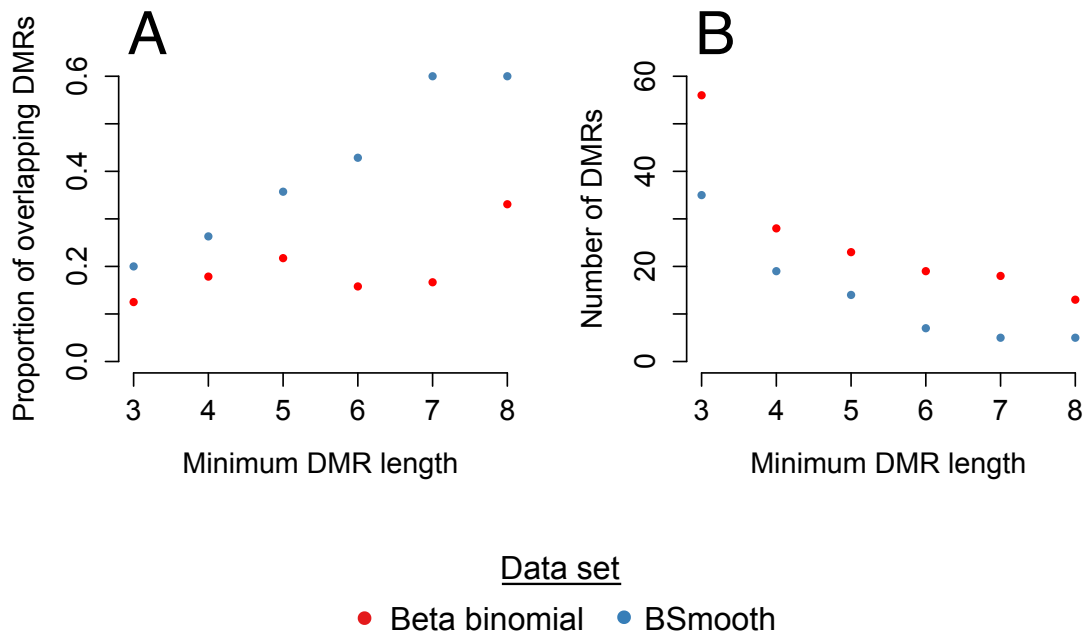 A
Proportion of overlapping DMRs
0.0 0.2 0.4 0.6
3 4 5 6 7 8
Minimum DMR length
B
Number of DMRs
0 20 40 60
3 4 5 6 7 8
Minimum DMR length
Data set
Beta binomial BSmooth